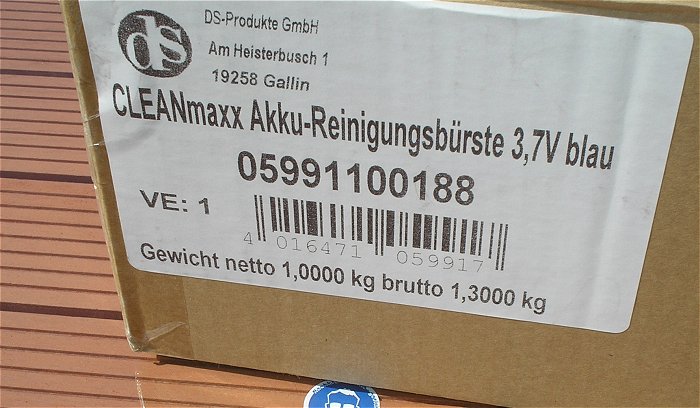 ds
DS-Produkte GmbH
Am Heisterbusch 1
19258 Gallin
CLEANmaxx Akku-Reinigungsbürste 3,7V blau
05991100188
VE: 1
4 016471 059917
Gewicht netto 1,0000 kg brutto 1,3000 kg